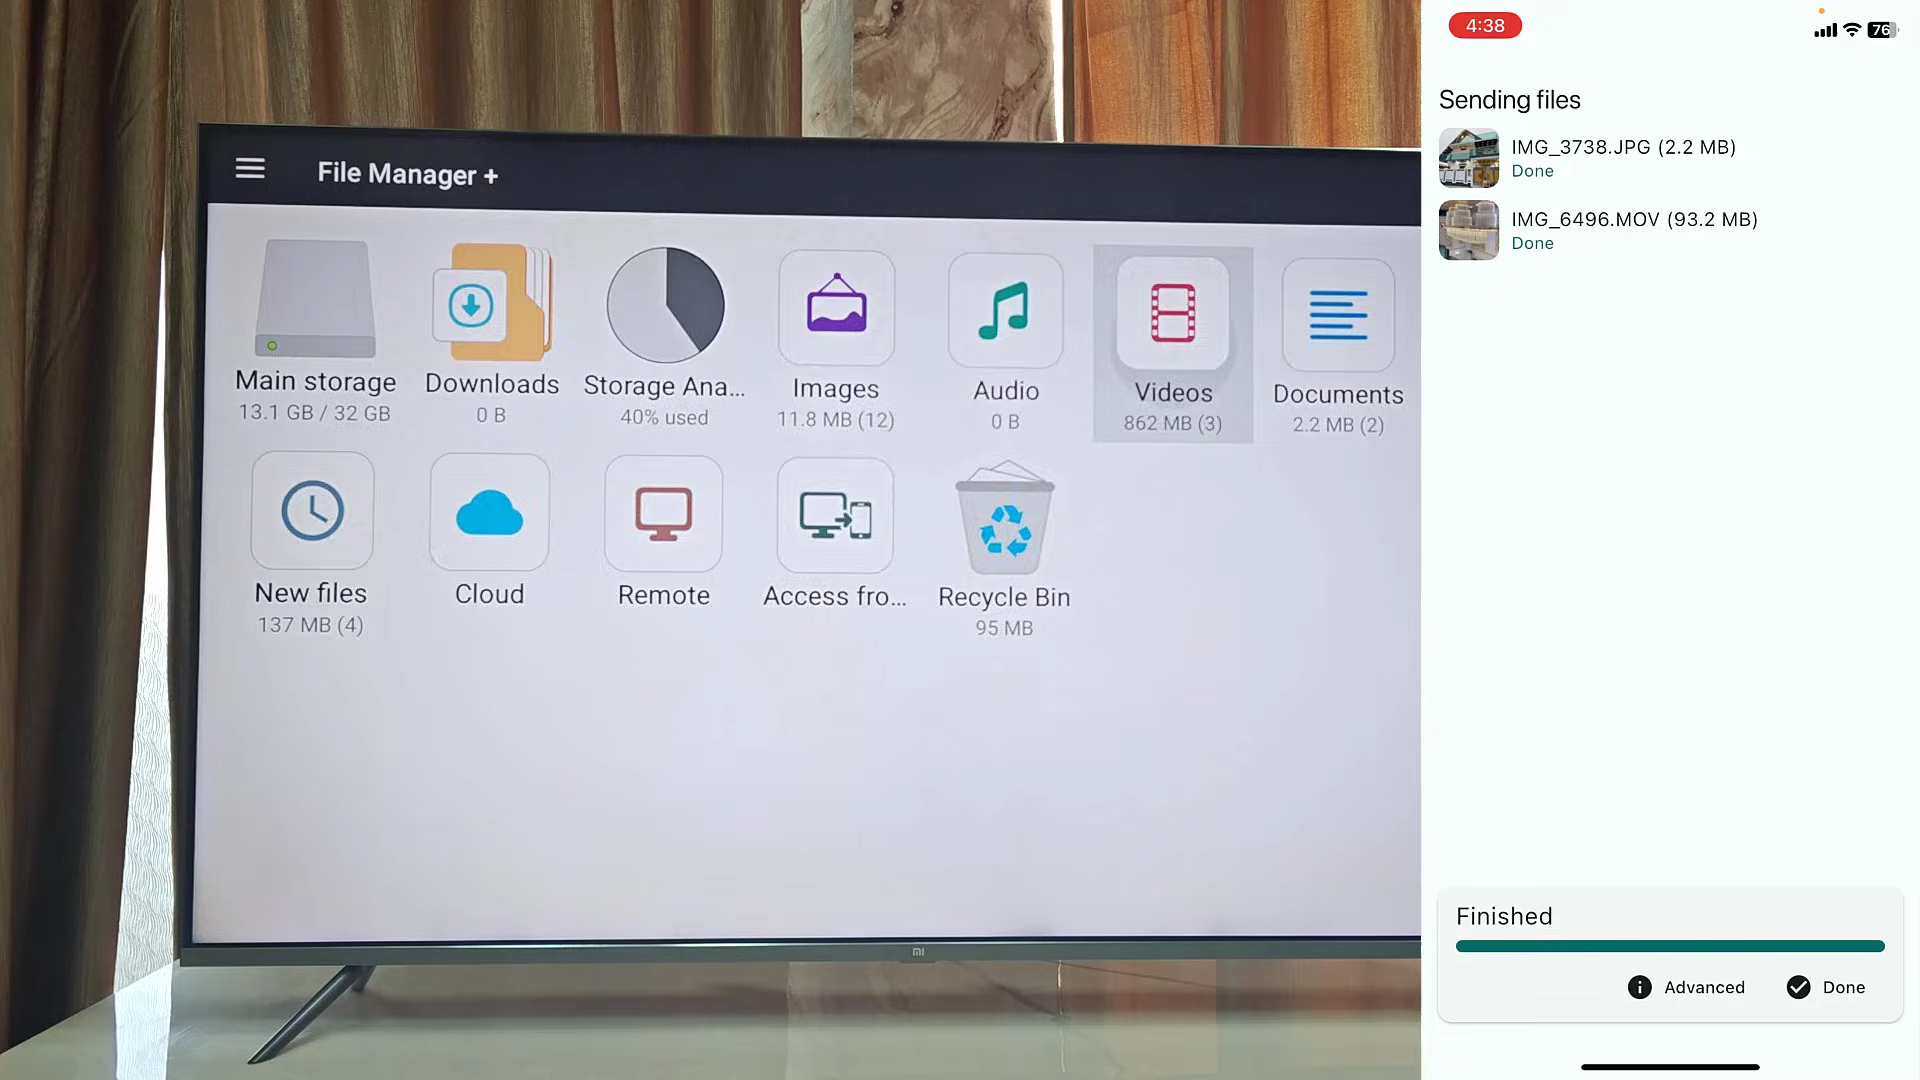 File Manager +
Main storage
13.1 GB / 32 GB
Downloads
0 B
Storage Ana...
40% used
Images
11.8 MB (12)
Audio
0 B
Videos
862 MB (3)
Documents
2.2 MB (2)
New files
137 MB (4)
Cloud
Remote
Access fro...
Recycle Bin
95 MB
mi
4:38
76
Sending files
IMG_3738.JPG (2.2 MB)
Done
IMG_6496.MOV (93.2 MB)
Done
Finished
Advanced
Done